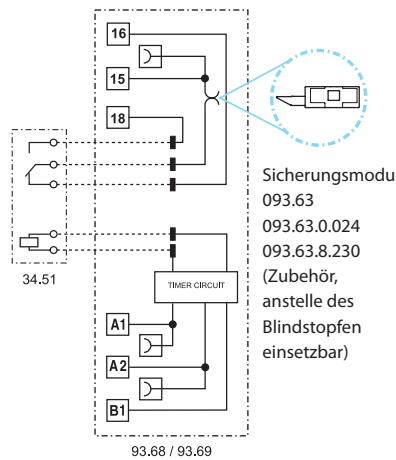 16
15
18
34.51
TIMER CIRCUIT
A1
A2
B1
93.68 / 93.69
Sicherungsmodu
093.63
093.63.0.024
093.63.8.230
(Zubehör,
anstelle des
Blindstopfen
einsetzbar)